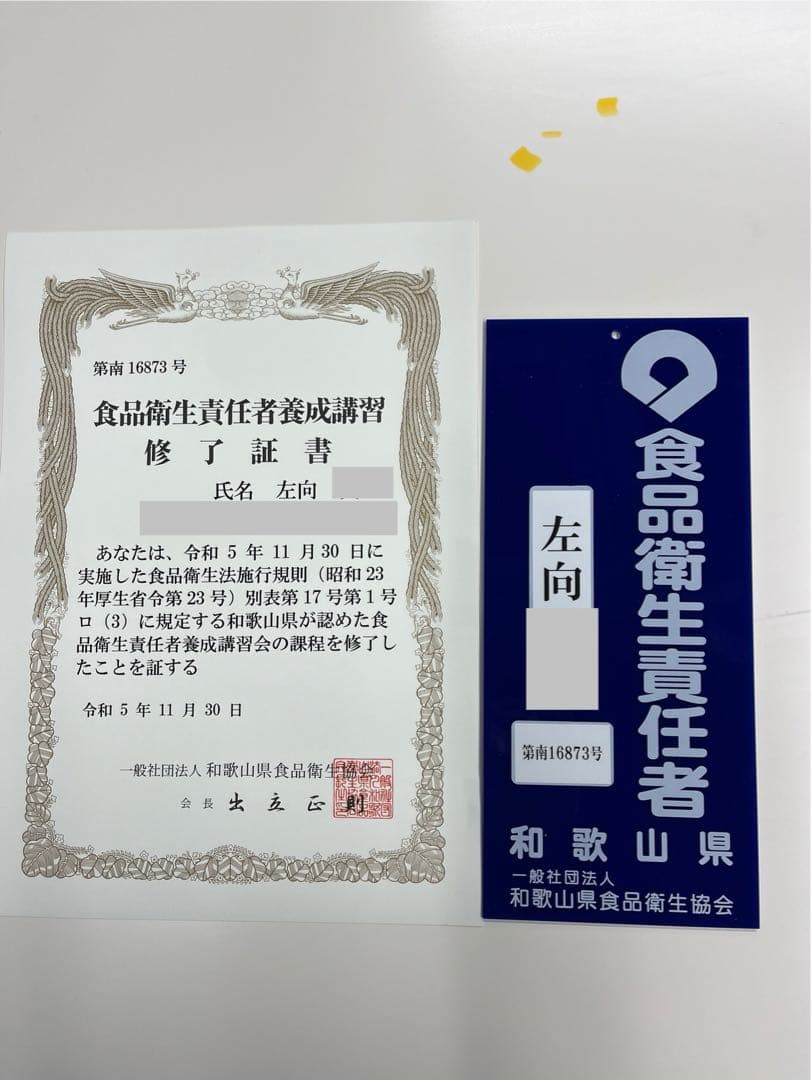 第南16873号
食品衛生責任者養成講習
修了証書
氏名 左向
あなたは、令和5年11月30日に
実施した食品衛生法施行規則（昭和23
年厚生省令第23号）別表第17号第1号
ロ（3）に規定する和歌山県が認めた食
品衛生責任者養成講習会の課程を修了し
たことを証する
令和5年11月30日
一般社団法人 和歌山県食品衛生協会
会長 出立正則
食品衛生責任者
左向
第南16873号
和歌山県
一般社団法人
和歌山県食品衛生協会